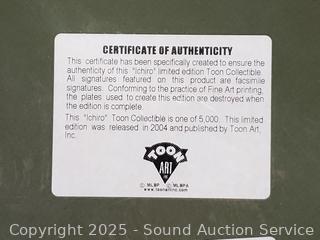 CERTIFICATE OF AUTHENTICITY
This certificate has been specifically created to ensure the
authenticity of this "Ichiro" limited edition Toon Collectible.
All signatures featured on this product are facsimile
signatures. Conforming to the practice of Fine Art printing,
the plates used to create this edition are destroyed when
the edition is complete.
This "Ichiro" Toon Collectible is one of 5,000. This limited
edition was released in 2004 and published by Toon Art,
Inc.
TOON
ART
© MLBP © MLBPA
www.toonartinc.com
Copyright 2025 - Sound Auction Service